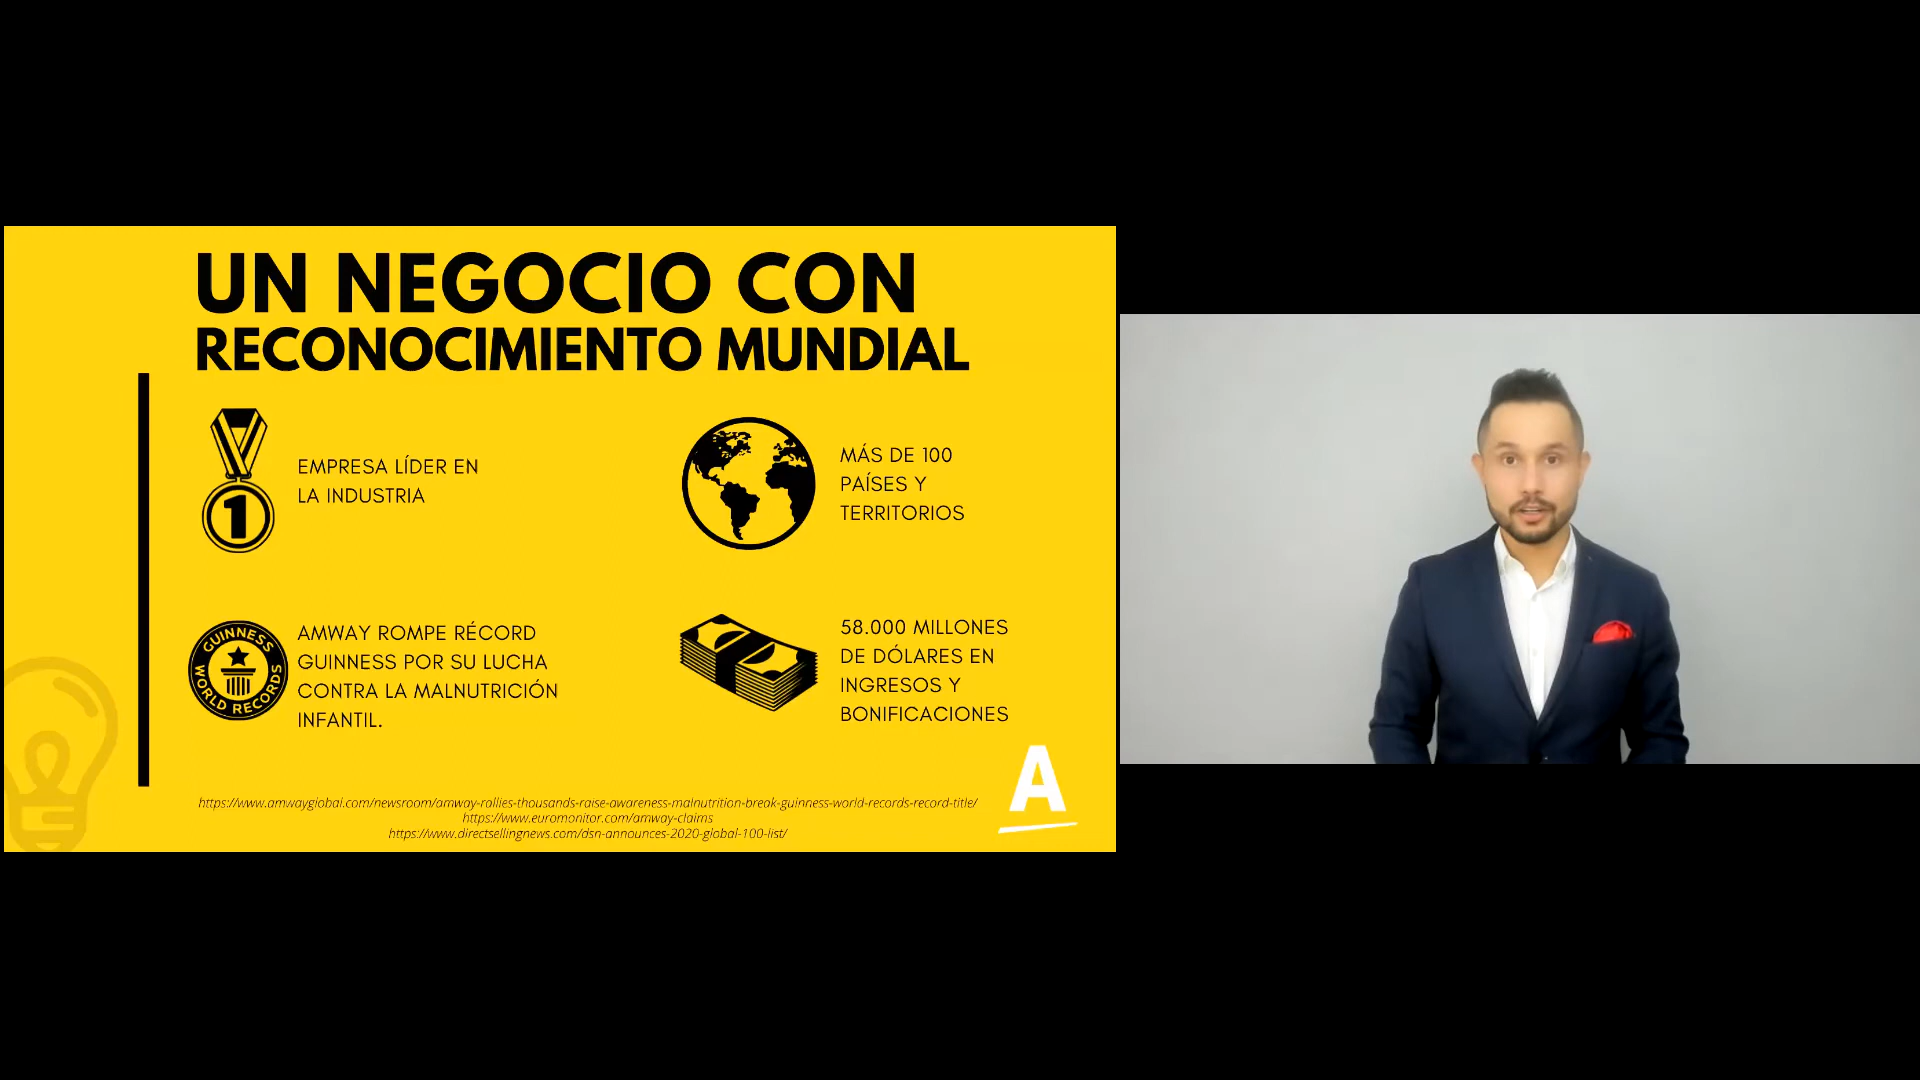 UN NEGOCIO CON
RECONOCIMIENTO MUNDIAL
1
EMPRESA LÍDER EN
LA INDUSTRIA
MÁS DE 100
PAÍSES Y
TERRITORIOS
GUINNESS
WORLD RECORDS
AMWAY ROMPE RÉCORD
GUINNESS POR SU LUCHA
CONTRA LA MALNUTRICIÓN
INFANTIL.
58.000 MILLONES
DE DÓLARES EN
INGRESOS Y
BONIFICACIONES
A
https://www.amwayglobal.com/newsroom/amway-rallies-thousands-raise-awareness-malnutrition-break-guinness-world-records-record-title/
https://www.euromonitor.com/amway-claims
https://www.directsellingnews.com/dsn-announces-2020-global-100-list/